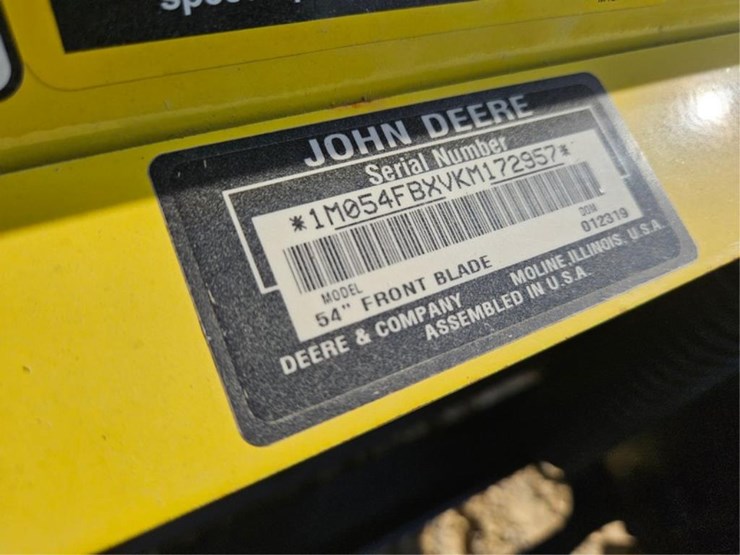 JOHN DEERE
Serial Number
*1M054FBXVKM172957*
DOM
012319
MODEL
54" FRONT BLADE
DEERE & COMPANY MOLINE, ILLINOIS, U.S.A.
ASSEMBLED IN U.S.A.